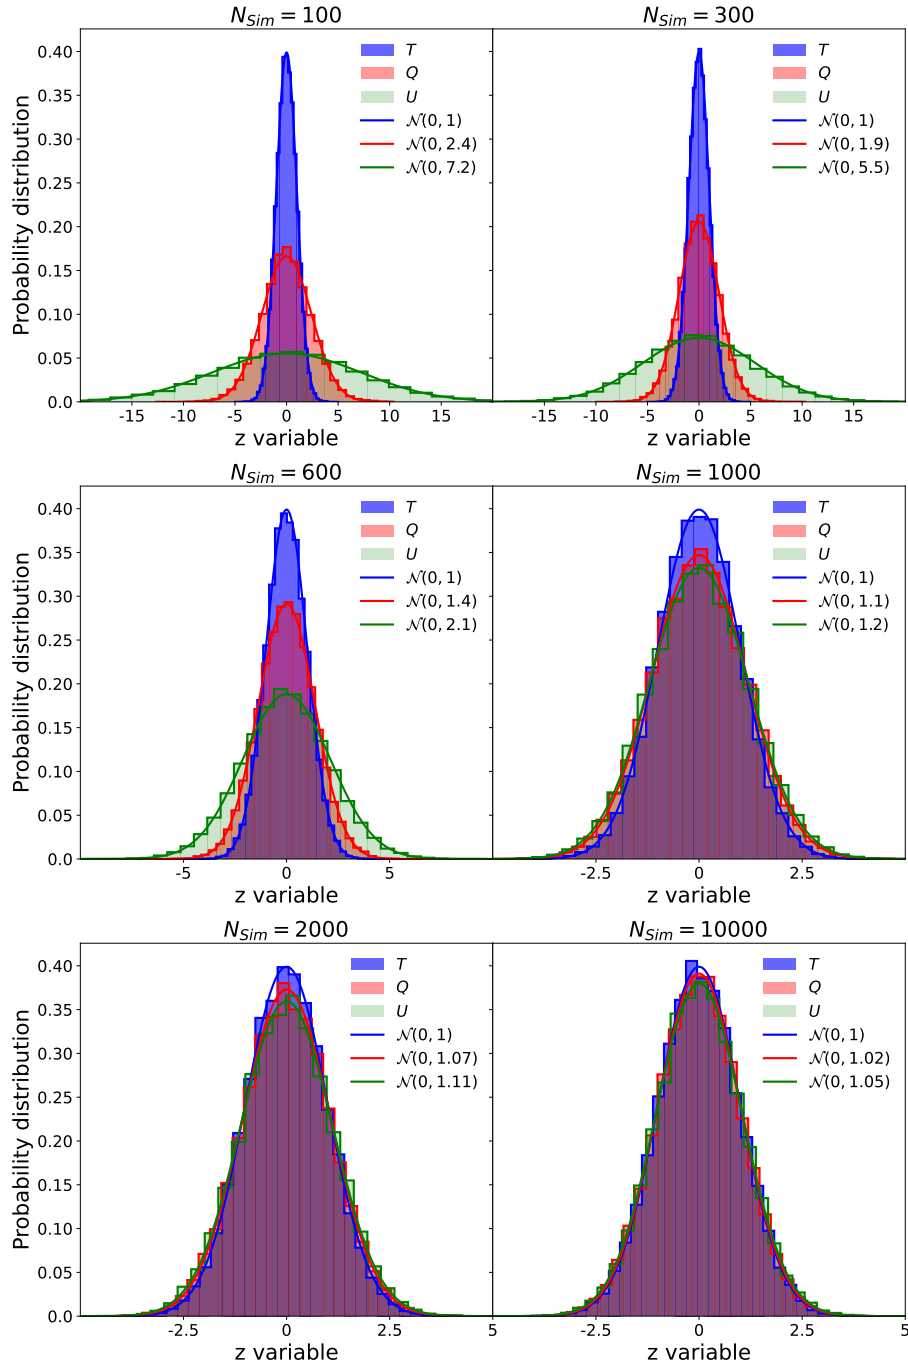 N_Sim = 100
0.40
0.35
0.30
0.25
0.20
0.15
0.10
0.05
0.0
Probability distribution
T
Q
U
𝒩(0, 1)
𝒩(0, 2.4)
𝒩(0, 7.2)
-15 -10 -5 0 5 10 15
z variable
N_Sim = 300
T
Q
U
𝒩(0, 1)
𝒩(0, 1.9)
𝒩(0, 5.5)
-15 -10 -5 0 5 10 15
z variable
N_Sim = 600
0.40
0.35
0.30
0.25
0.20
0.15
0.10
0.05
0.0
Probability distribution
T
Q
U
𝒩(0, 1)
𝒩(0, 1.4)
𝒩(0, 2.1)
-5 0 5
z variable
N_Sim = 1000
T
Q
U
𝒩(0, 1)
𝒩(0, 1.1)
𝒩(0, 1.2)
-2.5 0 2.5
z variable
N_Sim = 2000
0.40
0.35
0.30
0.25
0.20
0.15
0.10
0.05
0.0
Probability distribution
T
Q
U
𝒩(0, 1)
𝒩(0, 1.07)
𝒩(0, 1.11)
-2.5 0 2.5 5
z variable
N_Sim = 10000
T
Q
U
𝒩(0, 1)
𝒩(0, 1.02)
𝒩(0, 1.05)
-2.5 0 2.5 5
z variable